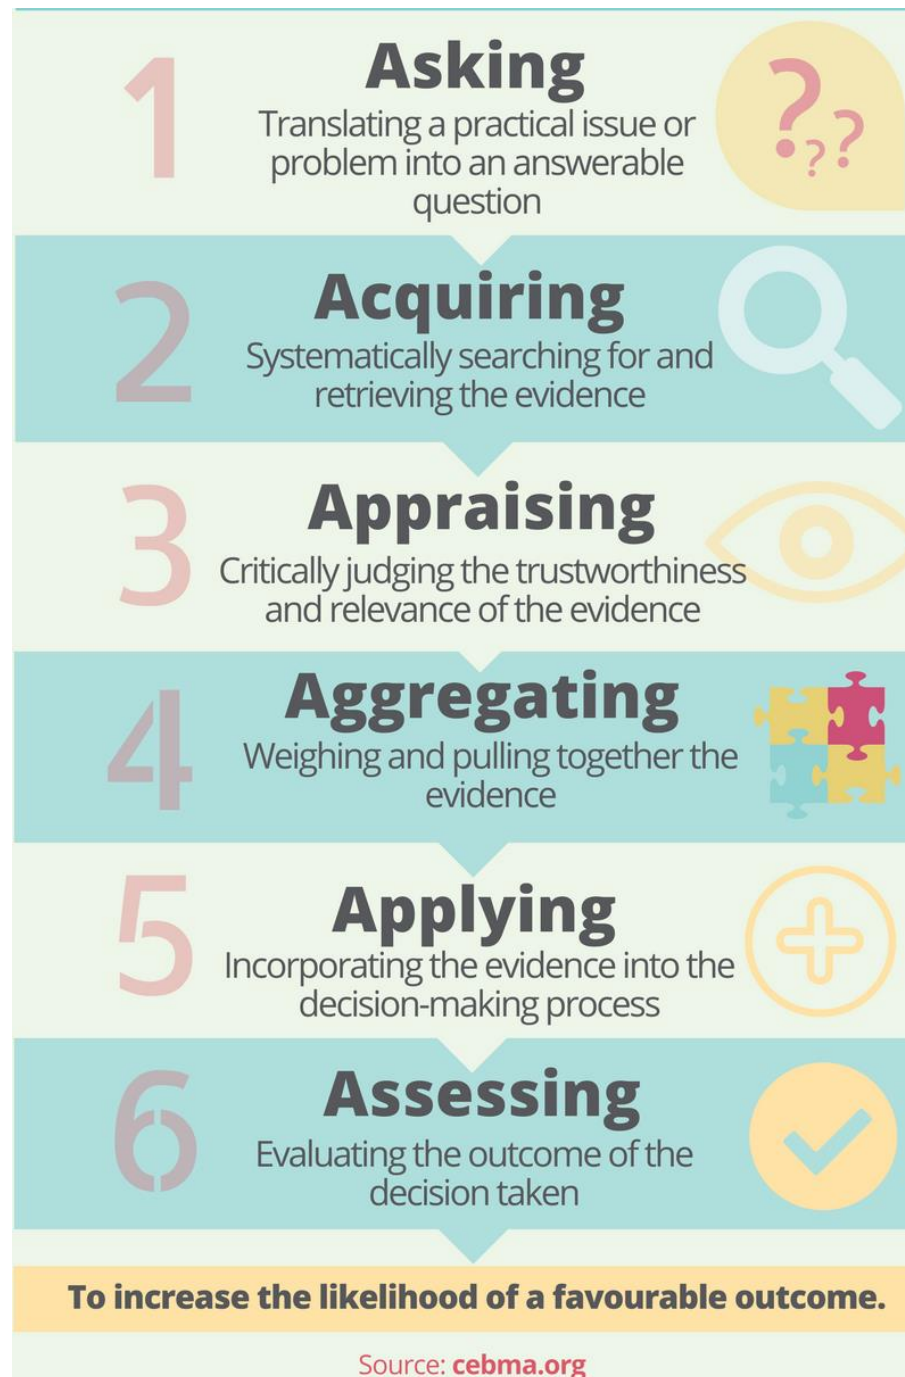 1
Asking
Translating a practical issue or
problem into an answerable
question
? ? ?
2
Acquiring
Systematically searching for and
retrieving the evidence
3
Appraising
Critically judging the trustworthiness
and relevance of the evidence
4
Aggregating
Weighing and pulling together the
evidence
5
Applying
Incorporating the evidence into the
decision-making process
6
Assessing
Evaluating the outcome of the
decision taken
To increase the likelihood of a favourable outcome.
Source: cebma.org